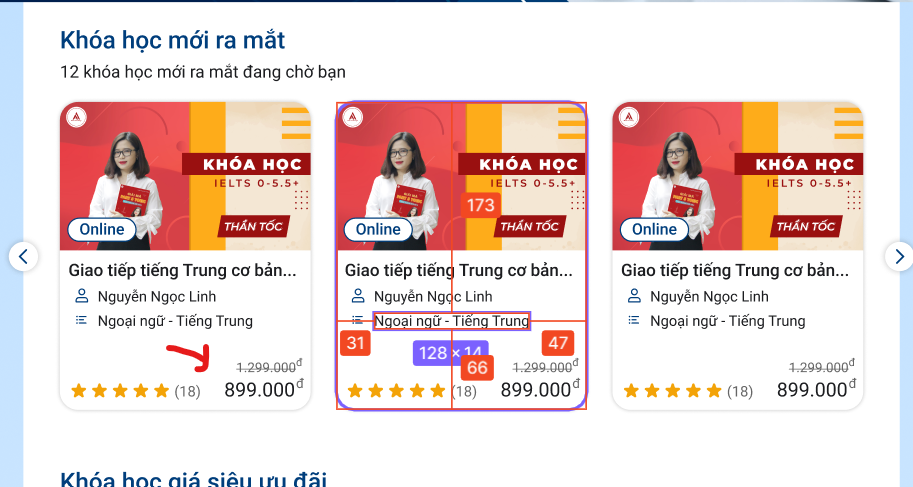 Khóa học mới ra mắt
12 khóa học mới ra mắt đang chờ bạn
KHÓA HỌC
IELTS 0-5.5+
THẦN TỐC
Online
Giao tiếp tiếng Trung cơ bản...
Nguyễn Ngọc Linh
Ngoại ngữ - Tiếng Trung
1.299.000đ
(18)
899.000đ
KHÓA HỌC
IELTS 0-5.5+
173
THẦN TỐC
Online
Giao tiếp tiếng Trung cơ bản...
Nguyễn Ngọc Linh
Ngoại ngữ - Tiếng Trung
31
128 × 14
47
66
1.299.000đ
(18)
899.000đ
KHÓA HỌC
IELTS 0-5.5+
THẦN TỐC
Online
Giao tiếp tiếng Trung cơ bản...
Nguyễn Ngọc Linh
Ngoại ngữ - Tiếng Trung
1.299.000đ
(18)
899.000đ
Khóa học giá siêu ưu đãi